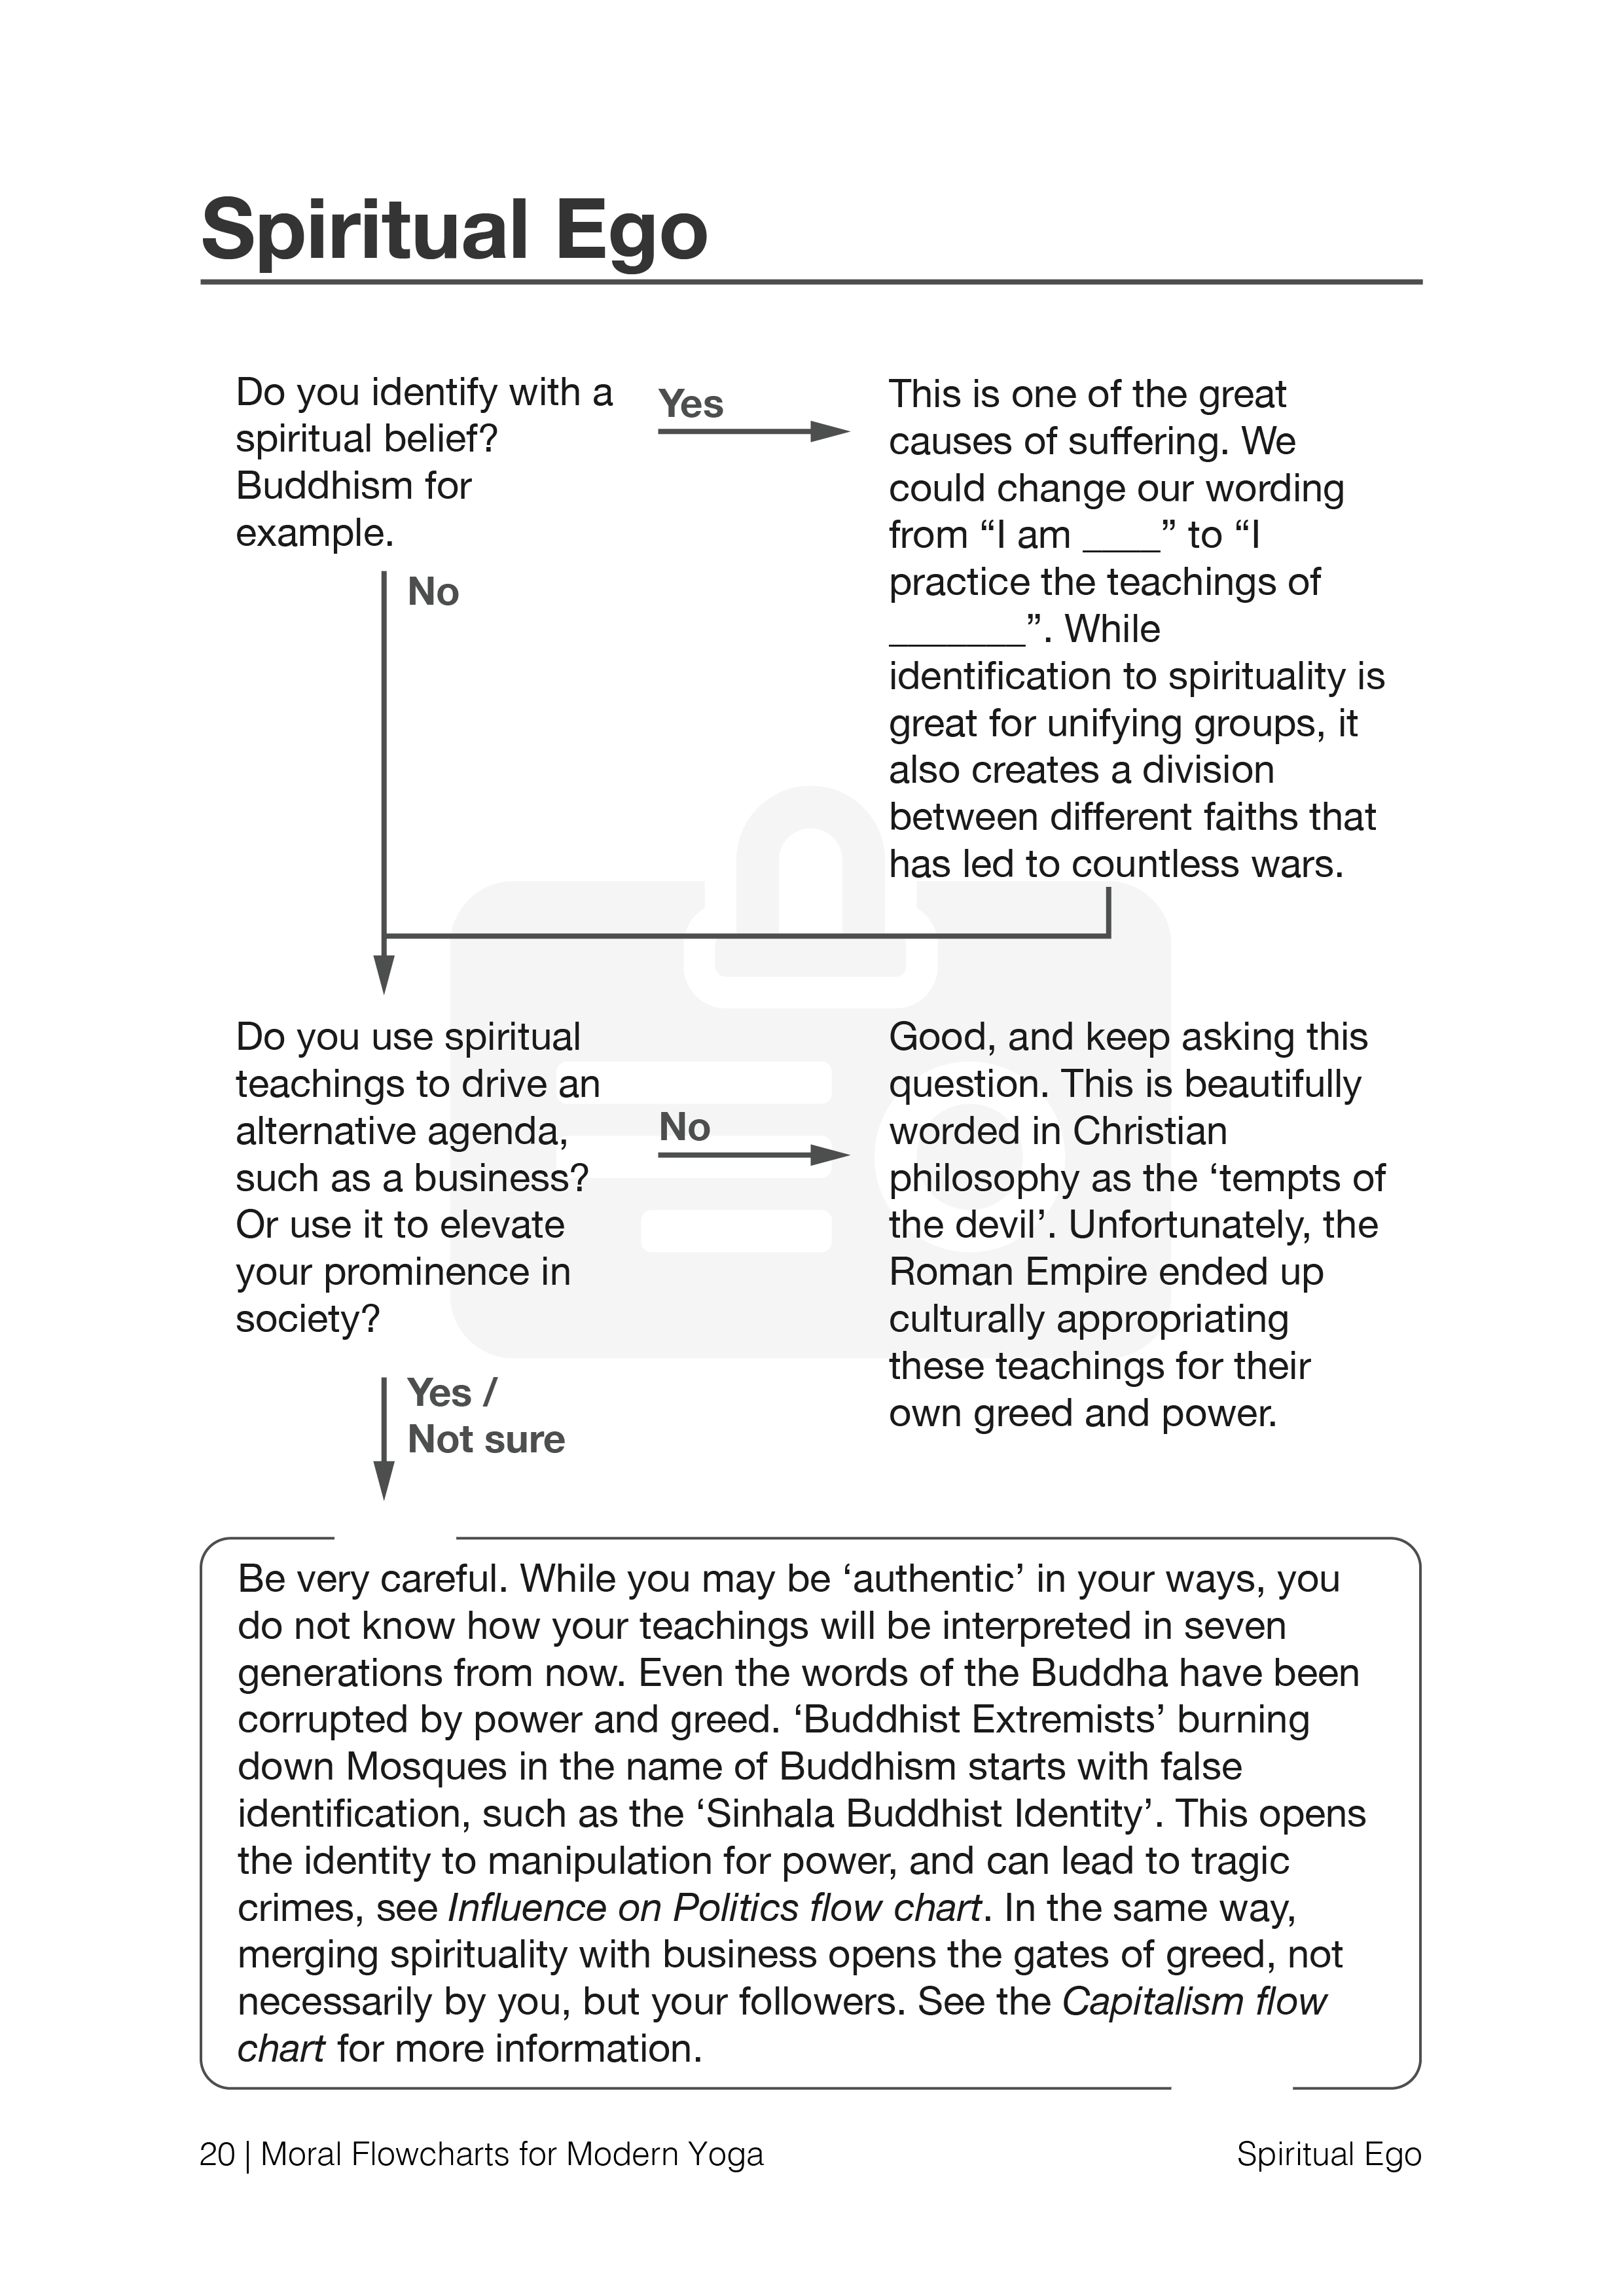 Spiritual Ego
Do you identify with a
spiritual belief?
Buddhism for
example.
Yes
This is one of the great
causes of suffering. We
could change our wording
from “I am ____” to “I
practice the teachings of
_______”. While
identification to spirituality is
great for unifying groups, it
also creates a division
between different faiths that
has led to countless wars.
No
Do you use spiritual
teachings to drive an
alternative agenda,
such as a business?
Or use it to elevate
your prominence in
society?
No
Good, and keep asking this
question. This is beautifully
worded in Christian
philosophy as the ‘tempts of
the devil’. Unfortunately, the
Roman Empire ended up
culturally appropriating
these teachings for their
own greed and power.
Yes /
Not sure
Be very careful. While you may be ‘authentic’ in your ways, you
do not know how your teachings will be interpreted in seven
generations from now. Even the words of the Buddha have been
corrupted by power and greed. ‘Buddhist Extremists’ burning
down Mosques in the name of Buddhism starts with false
identification, such as the ‘Sinhala Buddhist Identity’. This opens
the identity to manipulation for power, and can lead to tragic
crimes, see Influence on Politics flow chart. In the same way,
merging spirituality with business opens the gates of greed, not
necessarily by you, but your followers. See the Capitalism flow
chart for more information.
20 | Moral Flowcharts for Modern Yoga
Spiritual Ego